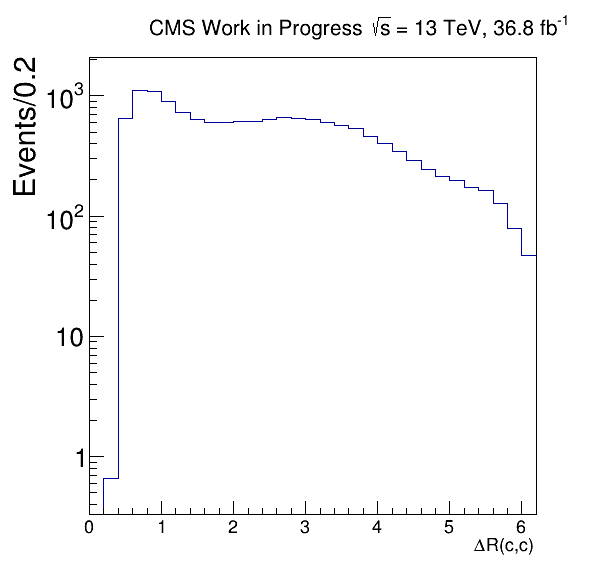 CMS Work in Progress √s = 13 TeV, 36.8 fb⁻¹
Events/0.2
10³
10²
10
1
0 1 2 3 4 5 6
ΔR(c,c)